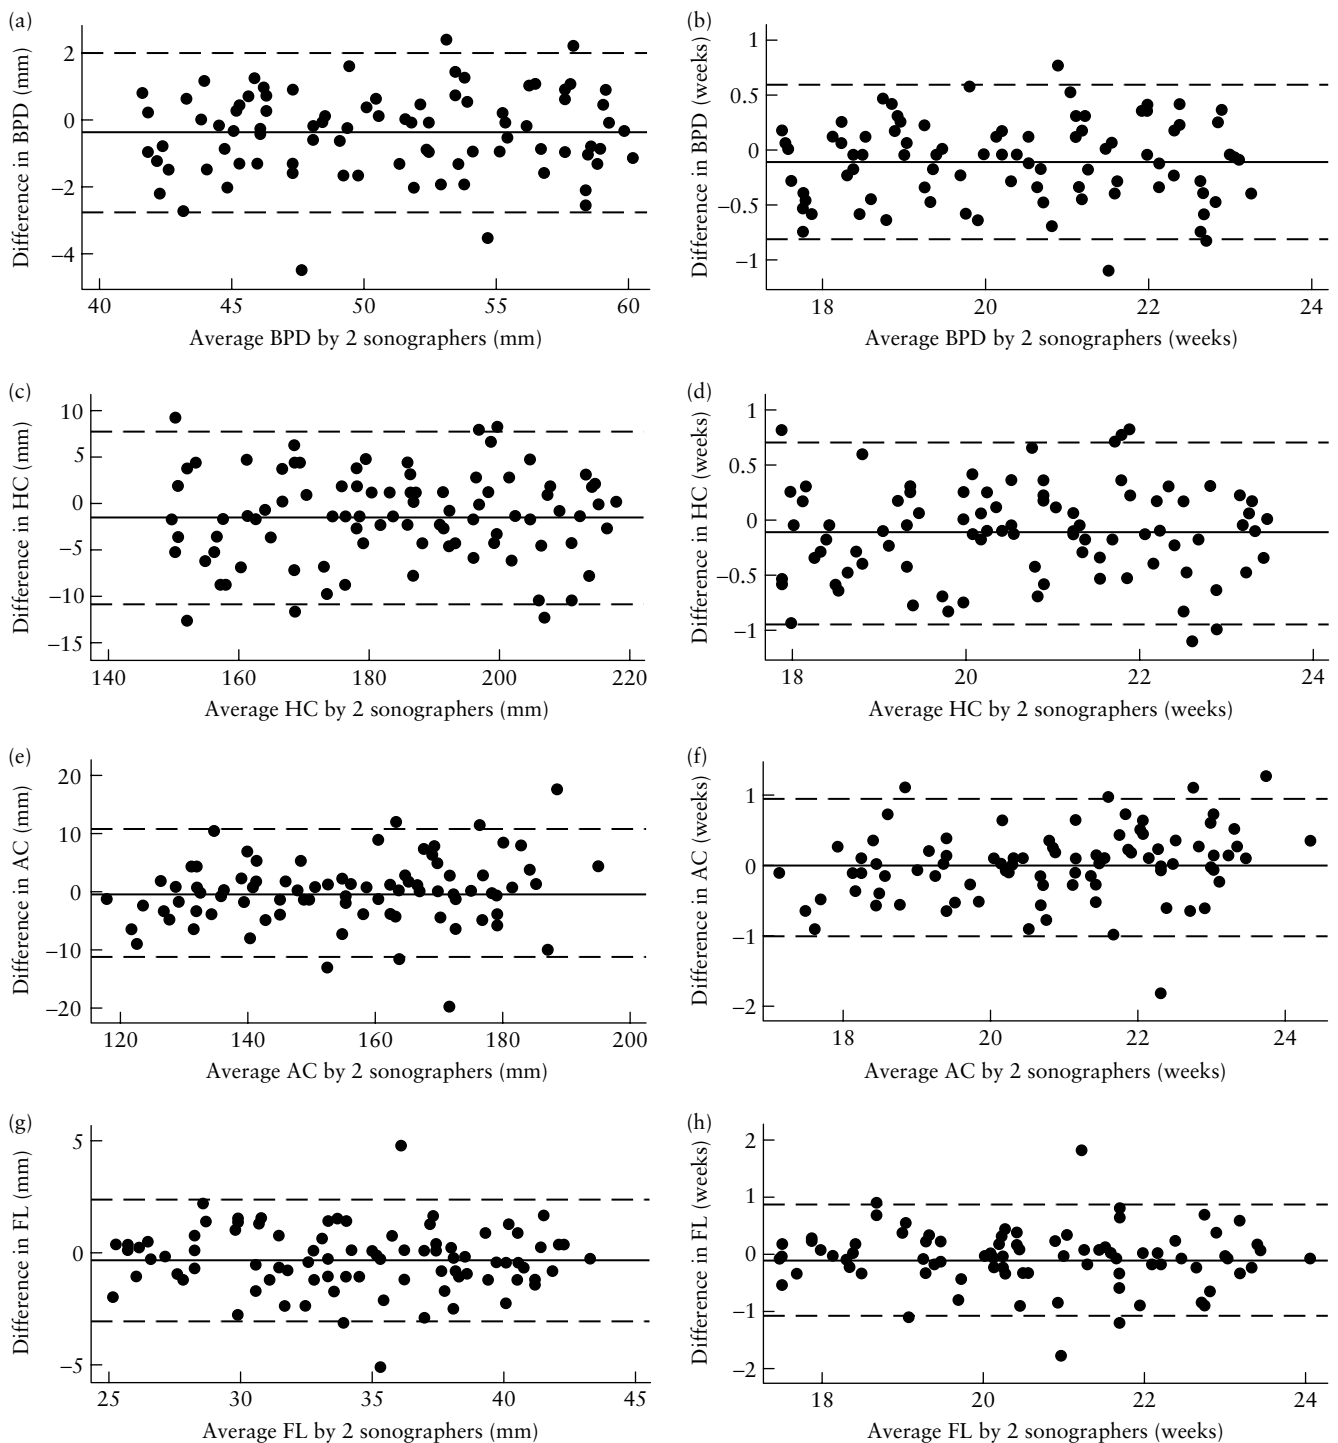 (a)
Difference in BPD (mm)
2
0
−2
−4
40 45 50 55 60
Average BPD by 2 sonographers (mm)
(b)
Difference in BPD (weeks)
1
0.5
0
−0.5
−1
18 20 22 24
Average BPD by 2 sonographers (weeks)
(c)
Difference in HC (mm)
10
5
0
−5
−10
−15
140 160 180 200 220
Average HC by 2 sonographers (mm)
(d)
Difference in HC (weeks)
1
0.5
0
−0.5
−1
18 20 22 24
Average HC by 2 sonographers (weeks)
(e)
Difference in AC (mm)
20
10
0
−10
−20
120 140 160 180 200
Average AC by 2 sonographers (mm)
(f)
Difference in AC (weeks)
1
0
−1
−2
18 20 22 24
Average AC by 2 sonographers (weeks)
(g)
Difference in FL (mm)
5
0
−5
25 30 35 40 45
Average FL by 2 sonographers (mm)
(h)
Difference in FL (weeks)
2
1
0
−1
−2
18 20 22 24
Average FL by 2 sonographers (weeks)